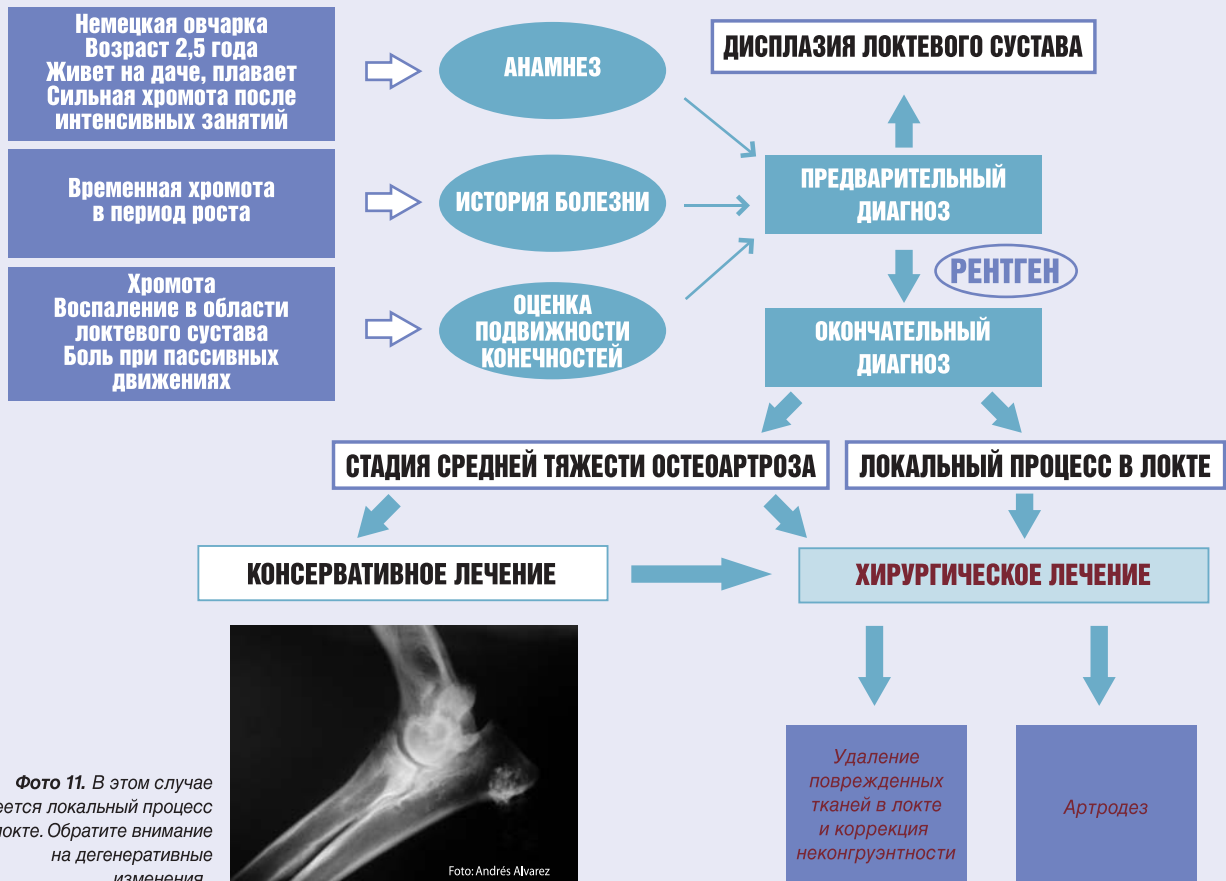 Немецкая овчарка
Возраст 2,5 года
Живет на даче, плавает
Сильная хромота после
интенсивных занятий
АНАМНЕЗ
ДИСПЛАЗИЯ ЛОКТЕВОГО СУСТАВА
Временная хромота
в период роста
ИСТОРИЯ БОЛЕЗНИ
ПРЕДВАРИТЕЛЬНЫЙ
ДИАГНОЗ
РЕНТГЕН
Хромота
Воспаление в области
локтевого сустава
Боль при пассивных
движениях
ОЦЕНКА
ПОДВИЖНОСТИ
КОНЕЧНОСТЕЙ
ОКОНЧАТЕЛЬНЫЙ
ДИАГНОЗ
СТАДИЯ СРЕДНЕЙ ТЯЖЕСТИ ОСТЕОАРТРОЗА
ЛОКАЛЬНЫЙ ПРОЦЕСС В ЛОКТЕ
КОНСЕРВАТИВНОЕ ЛЕЧЕНИЕ
ХИРУРГИЧЕСКОЕ ЛЕЧЕНИЕ
Фото 11. В этом случае
локальный процесс
локте. Обратите внимание
на дегенеративные
изменения
Foto: Andrés Alvarez
Удаление
поврежденных
тканей в локте
и коррекция
неконгруэнтности
Артродез